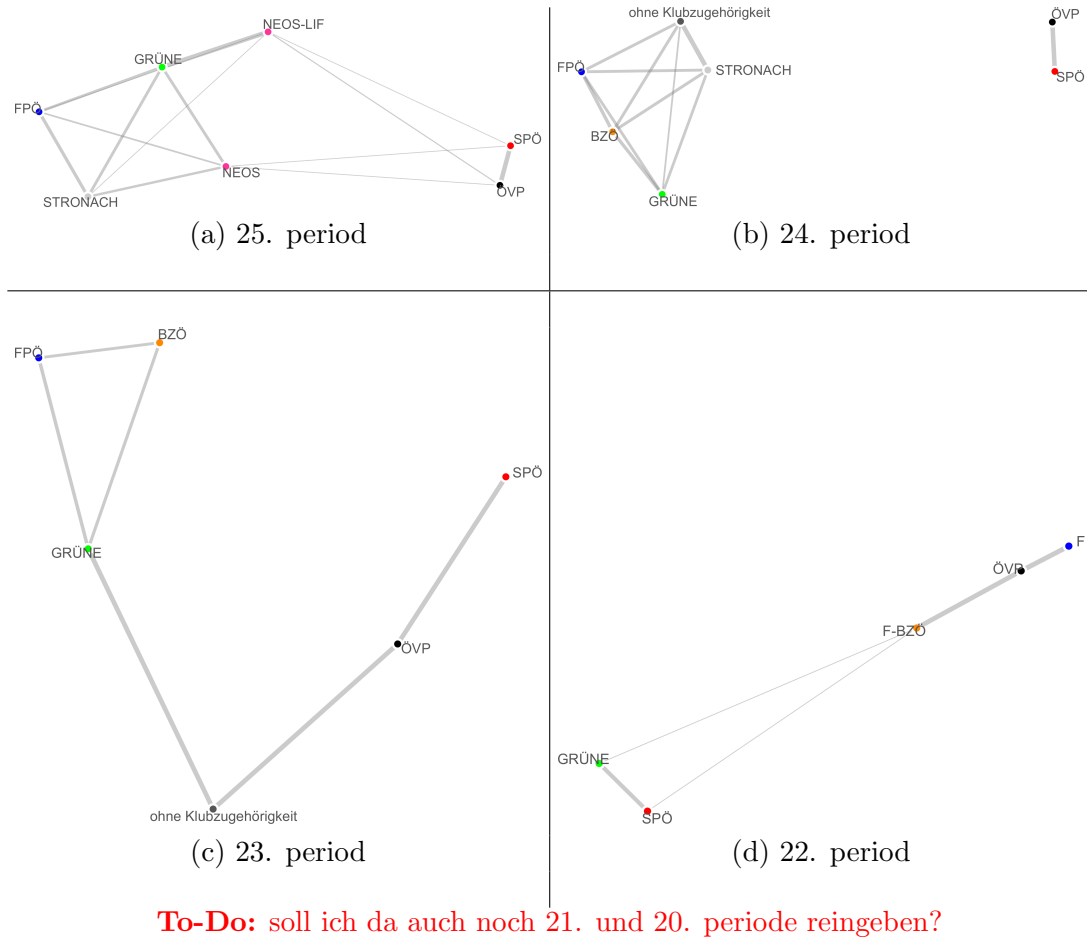 NEOS-LIF
GRÜNE
FPÖ
SPÖ
NEOS
ÖVP
STRONACH
(a) 25. period
ohne Klubzugehörigkeit
ÖVP
FPÖ
STRONACH
SPÖ
BZÖ
GRÜNE
(b) 24. period
BZÖ
FPÖ
SPÖ
GRÜNE
ÖVP
ohne Klubzugehörigkeit
(c) 23. period
F
ÖVP
F-BZÖ
GRÜNE
SPÖ
(d) 22. period
To-Do: soll ich da auch noch 21. und 20. periode reingeben?